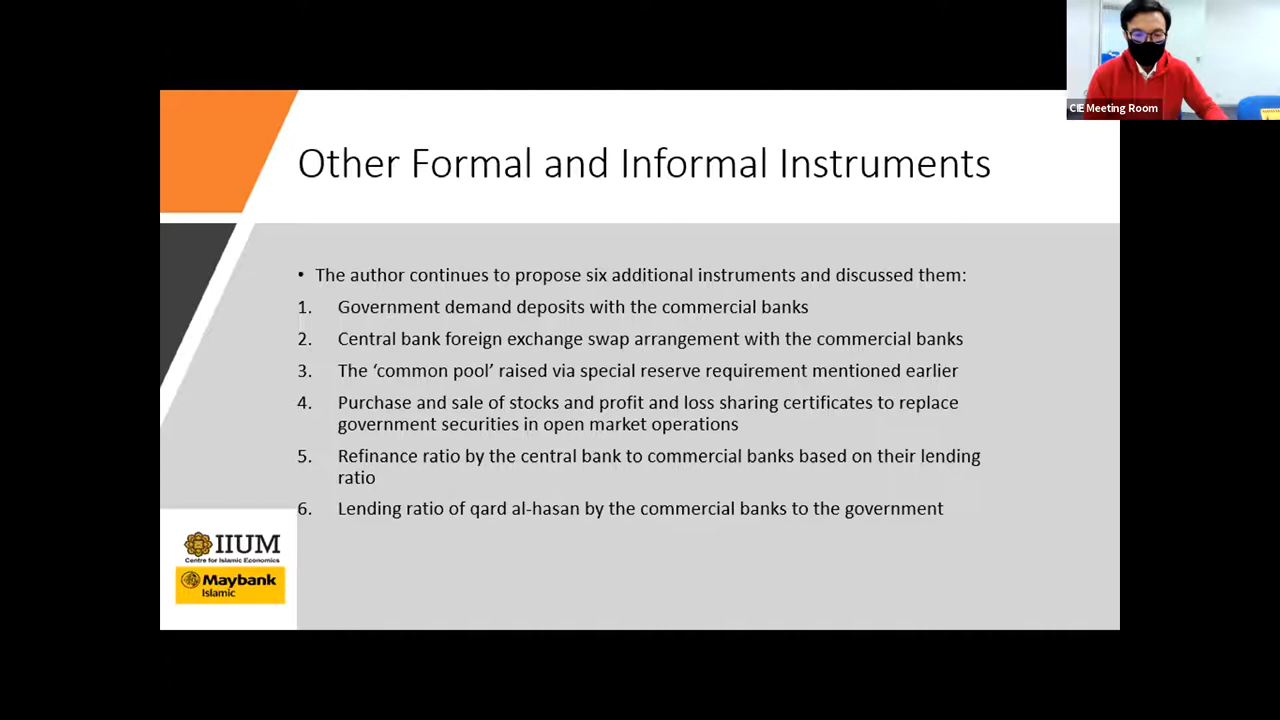 CIE Meeting Room
Other Formal and Informal Instruments
• The author continues to propose six additional instruments and discussed them:
1. Government demand deposits with the commercial banks
2. Central bank foreign exchange swap arrangement with the commercial banks
3. The ‘common pool’ raised via special reserve requirement mentioned earlier
4. Purchase and sale of stocks and profit and loss sharing certificates to replace
government securities in open market operations
5. Refinance ratio by the central bank to commercial banks based on their lending
ratio
6. Lending ratio of qard al-hasan by the commercial banks to the government
IIUM
Centre for Islamic Economics
Maybank
Islamic